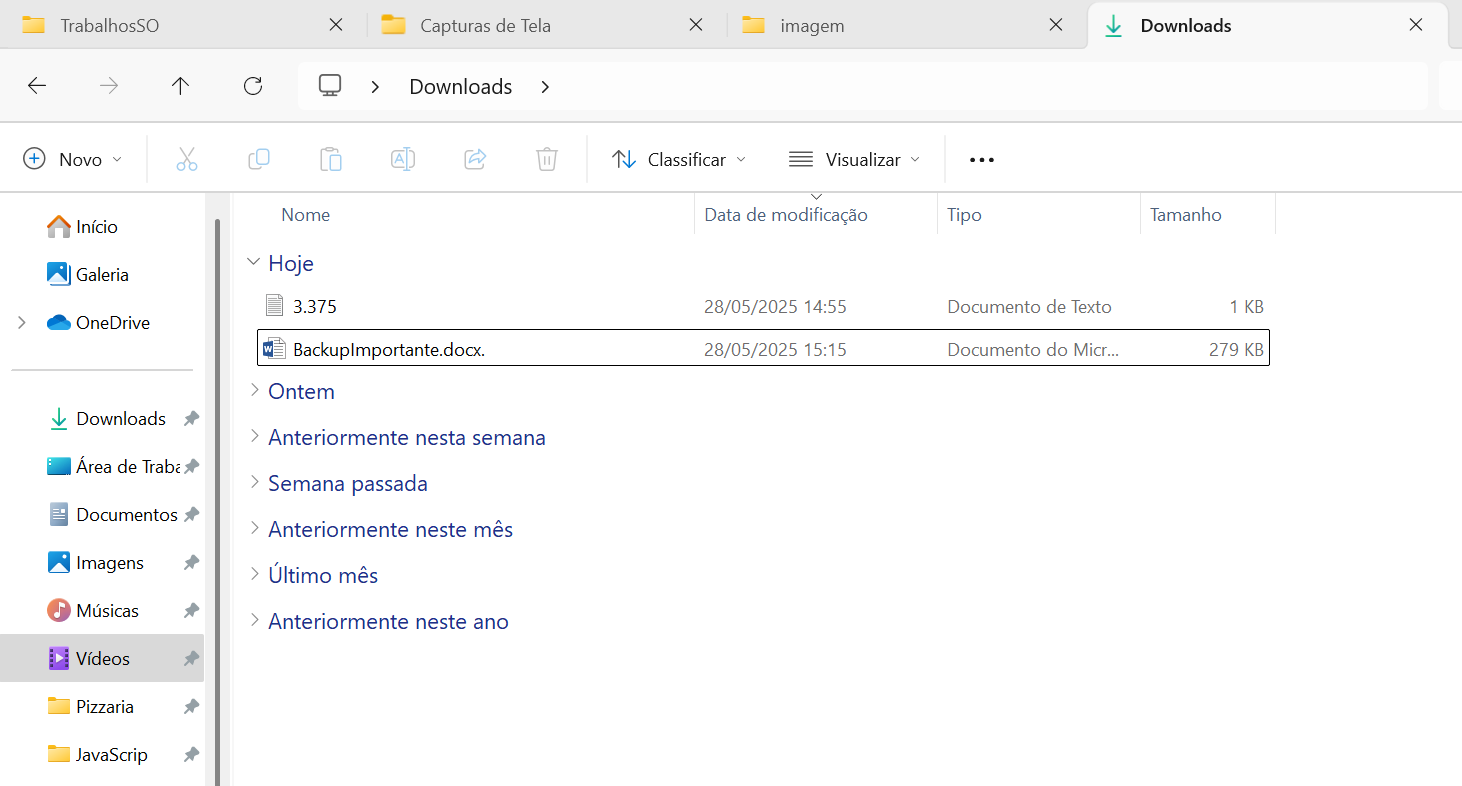 TrabalhosSO
Capturas de Tela
imagem
Downloads
Downloads
Novo
Classificar
Visualizar
Nome
Data de modificação
Tipo
Tamanho
Início
Galeria
OneDrive
Downloads
Área de Traba
Documentos
Imagens
Músicas
Vídeos
Pizzaria
JavaScrip
Hoje
3.375 28/05/2025 14:55 Documento de Texto 1 KB
BackupImportante.docx. 28/05/2025 15:15 Documento do Micr... 279 KB
Ontem
Anteriormente nesta semana
Semana passada
Anteriormente neste mês
Último mês
Anteriormente neste ano